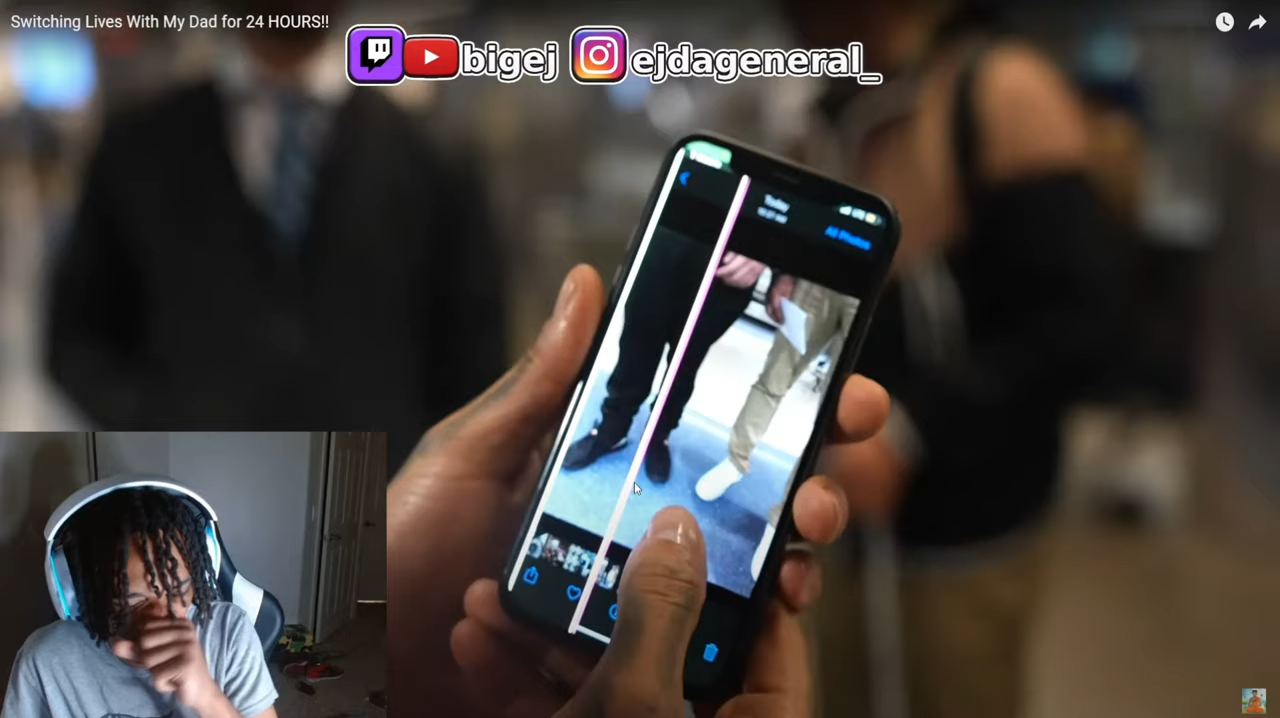 Switching Lives With My Dad for 24 HOURS!!
bigej ejdageneral_
Today
All Photos